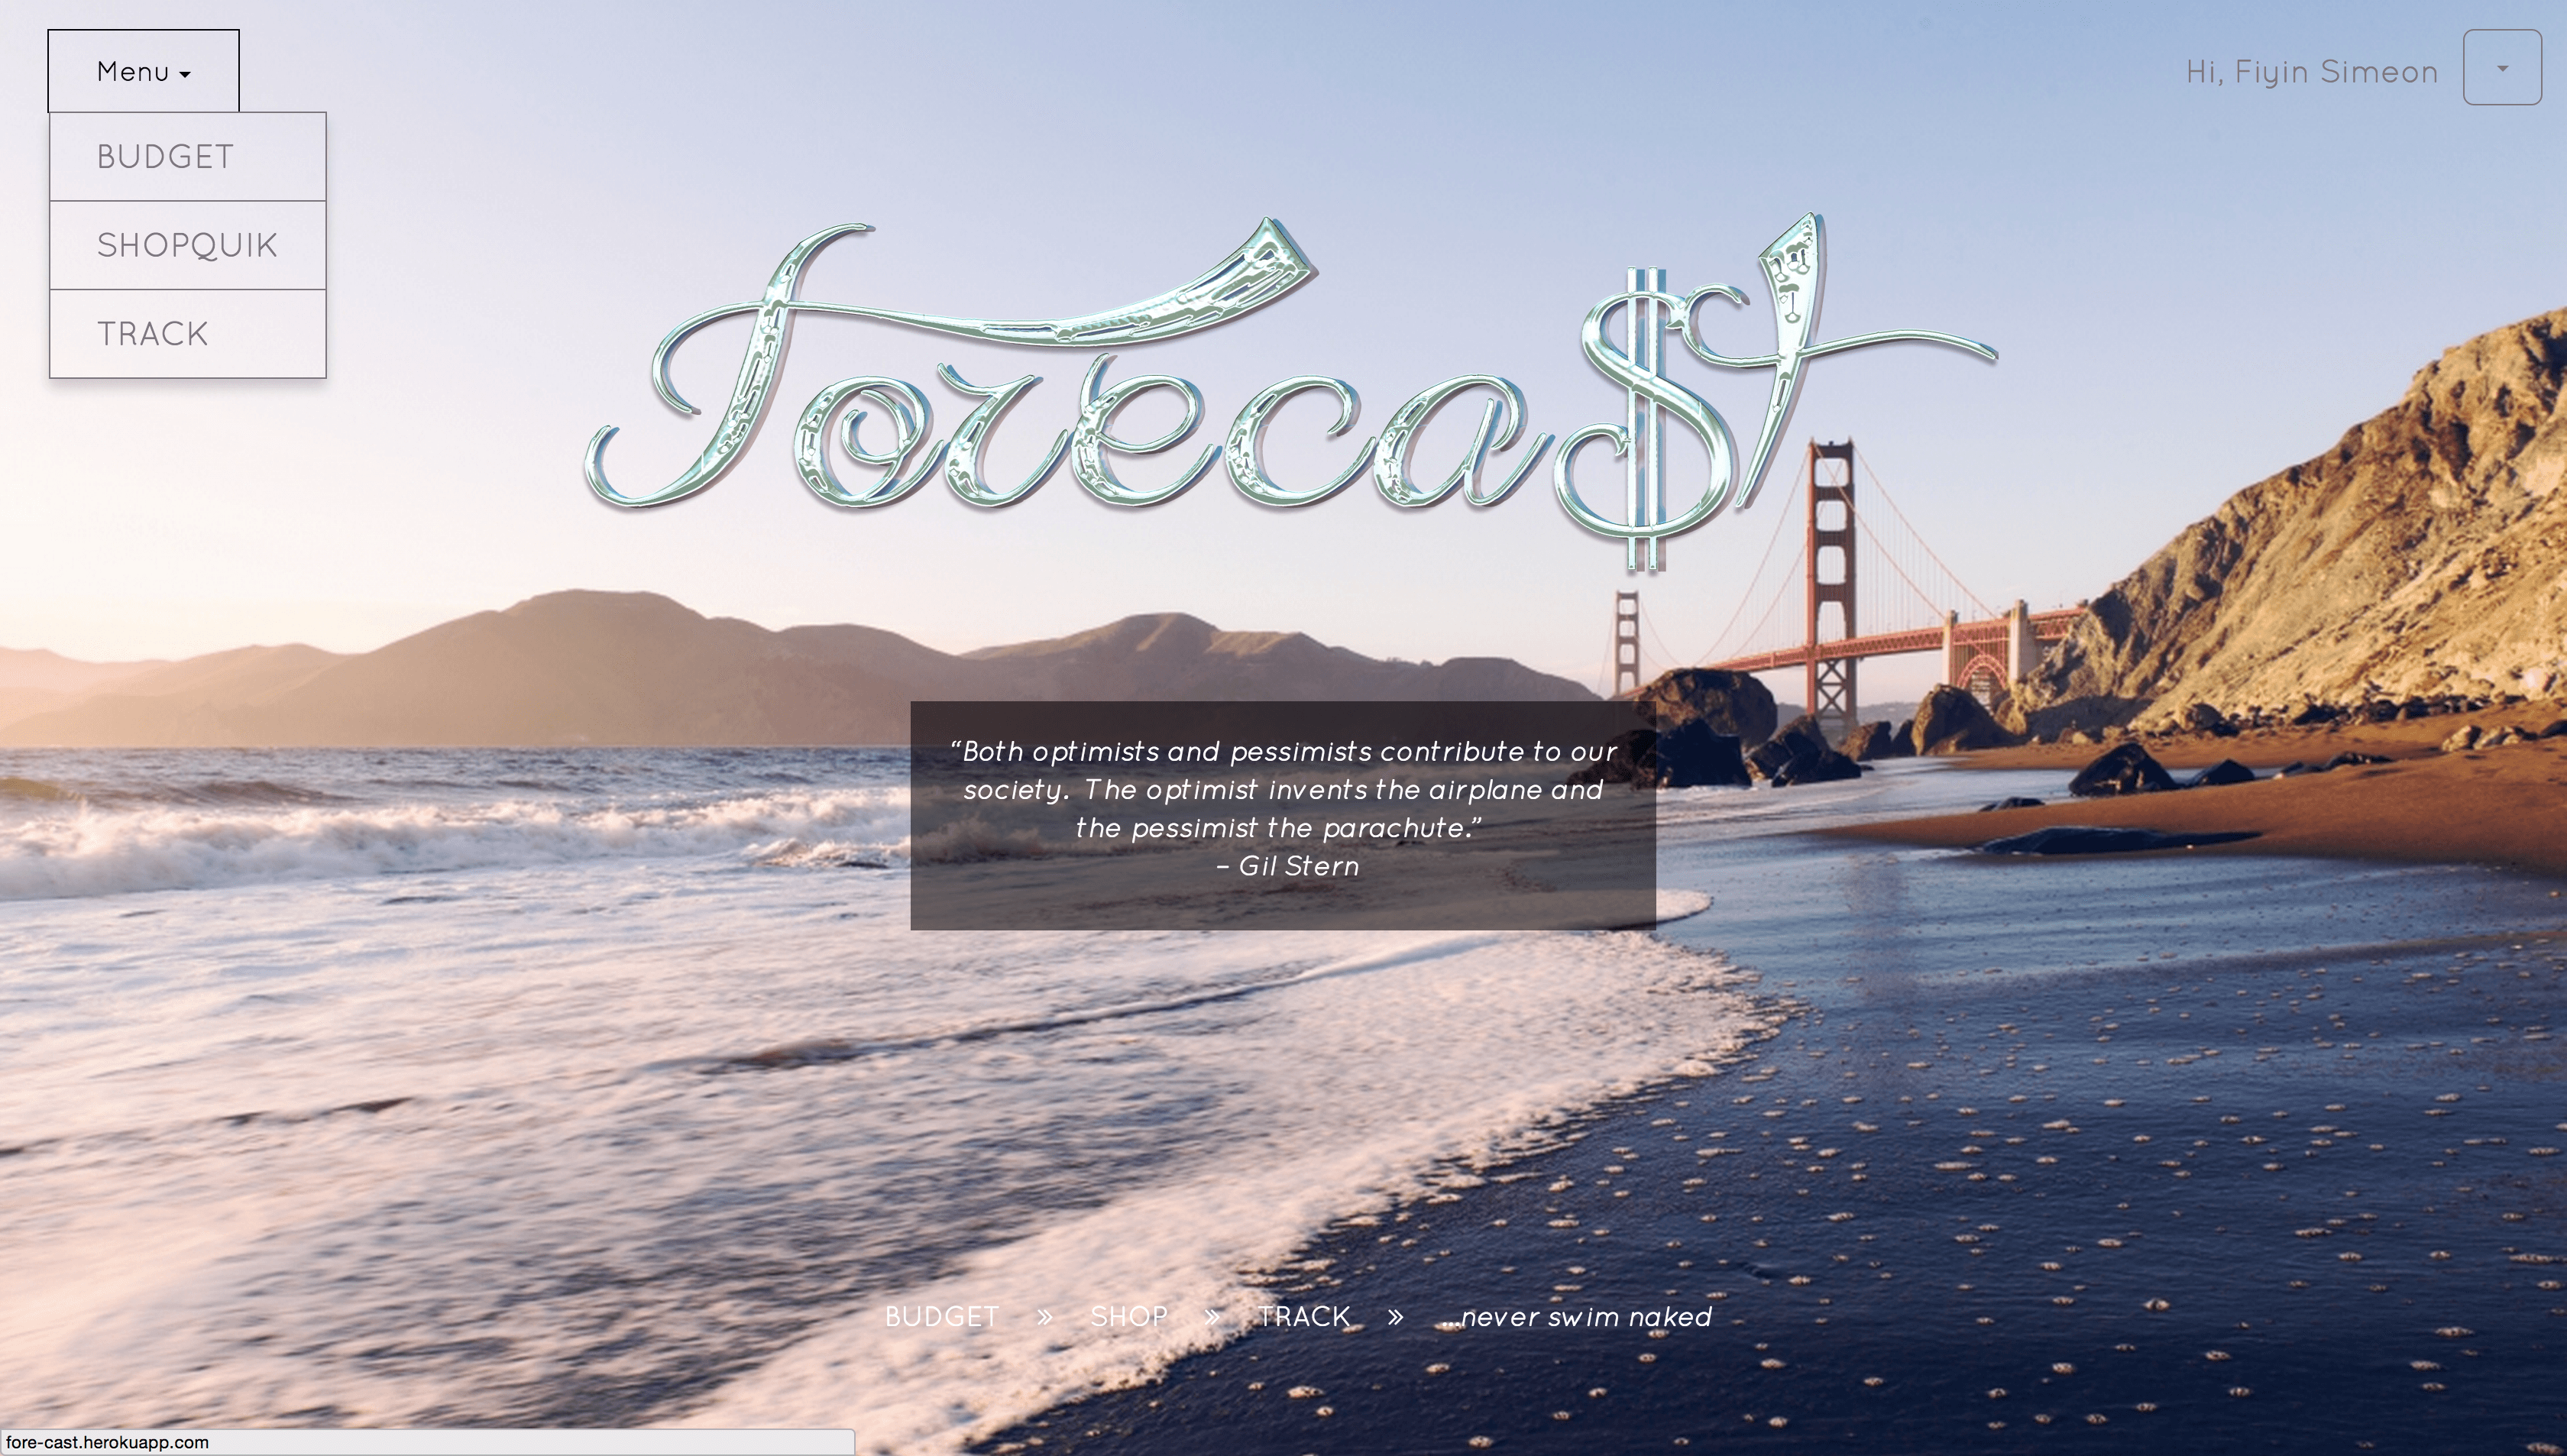 Menu
Hi, Fiyin Simeon
BUDGET
SHOPQUIK
TRACK
Foreca$t
“Both optimists and pessimists contribute to our
society. The optimist invents the airplane and
the pessimist the parachute.”
– Gil Stern
BUDGET » SHOP » TRACK » ...never swim naked
fore-cast.herokuapp.com